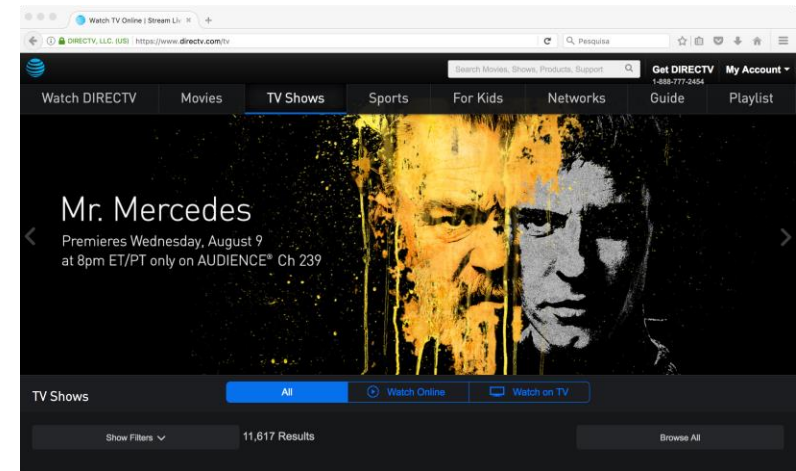 Watch TV Online | Stream Liv
DIRECTV, LLC. (US) https://www.directv.com/tv
Pesquisa
Search Movies, Shows, Products, Support
Get DIRECTV
1-888-777-2454
My Account
Watch DIRECTV Movies TV Shows Sports For Kids Networks Guide Playlist
Mr. Mercedes
Premieres Wednesday, August 9
at 8pm ET/PT only on AUDIENCE® Ch 239
TV Shows
All Watch Online Watch on TV
Show Filters 11,617 Results Browse All